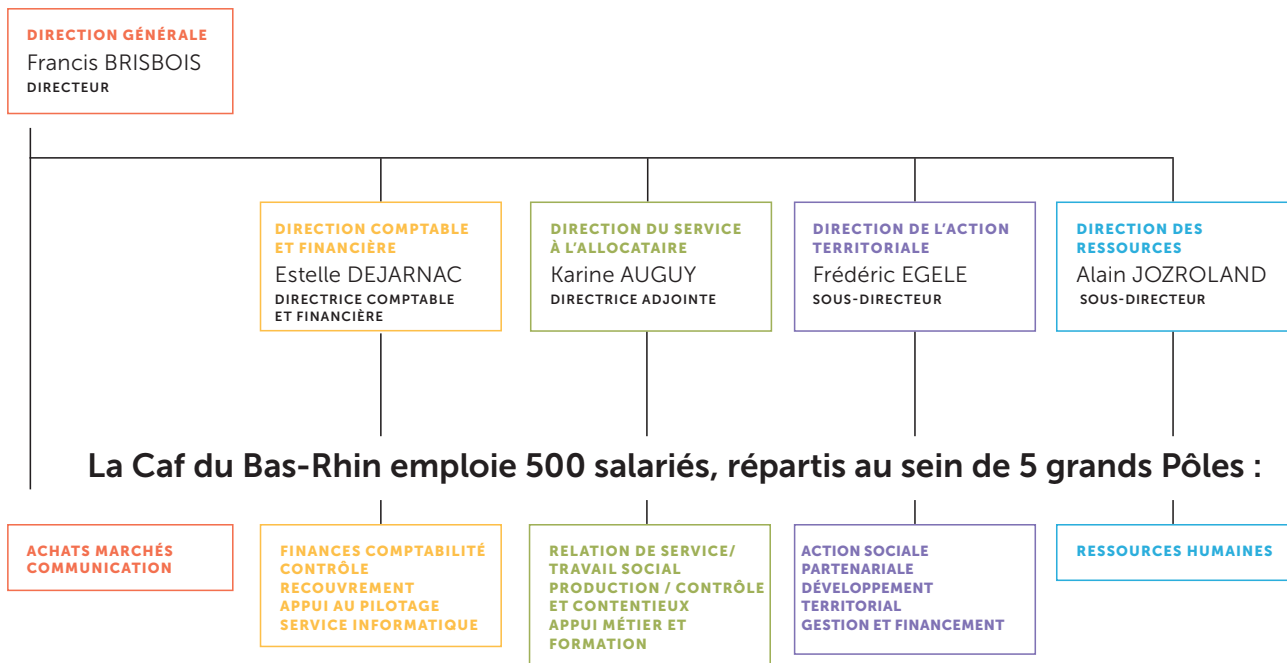 DIRECTION GÉNÉRALE
Francis BRISBOIS
DIRECTEUR
DIRECTION COMPTABLE
ET FINANCIÈRE
Estelle DEJARNAC
DIRECTRICE COMPTABLE
ET FINANCIÈRE
DIRECTION DU SERVICE
À L’ALLOCATAIRE
Karine AUGUY
DIRECTRICE ADJOINTE
DIRECTION DE L’ACTION
TERRITORIALE
Frédéric EGELE
SOUS-DIRECTEUR
DIRECTION DES
RESSOURCES
Alain JOZROLAND
SOUS-DIRECTEUR
La Caf du Bas-Rhin emploie 500 salariés, répartis au sein de 5 grands Pôles :
ACHATS MARCHÉS
COMMUNICATION
FINANCES COMPTABILITÉ
CONTRÔLE
RECOUVREMENT
APPUI AU PILOTAGE
SERVICE INFORMATIQUE
RELATION DE SERVICE/
TRAVAIL SOCIAL
PRODUCTION / CONTRÔLE
ET CONTENTIEUX
APPUI MÉTIER ET
FORMATION
ACTION SOCIALE
PARTENARIALE
DÉVELOPPEMENT
TERRITORIAL
GESTION ET FINANCEMENT
RESSOURCES HUMAINES